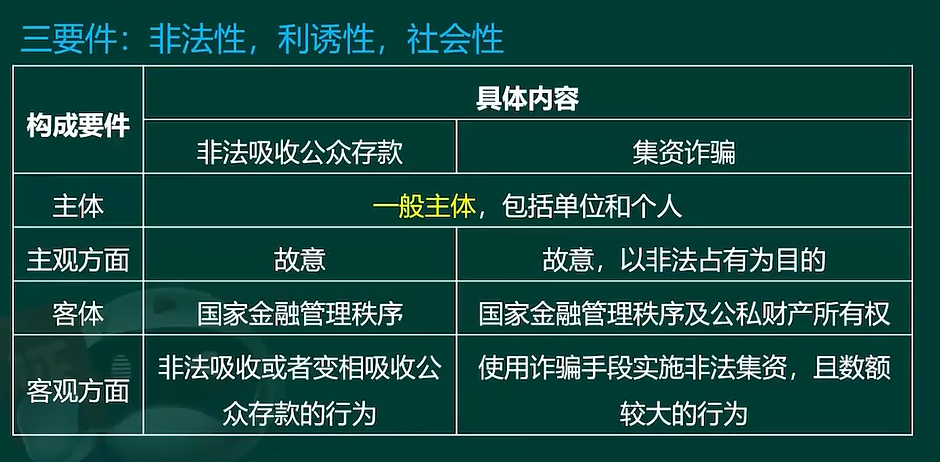 三要件：非法性，利诱性，社会性
构成要件
具体内容
非法吸收公众存款
集资诈骗
主体
一般主体，包括单位和个人
主观方面
故意
故意，以非法占有为目的
客体
国家金融管理秩序
国家金融管理秩序及公私财产所有权
客观方面
非法吸收或者变相吸收公
众存款的行为
使用诈骗手段实施非法集资，且数额
较大的行为